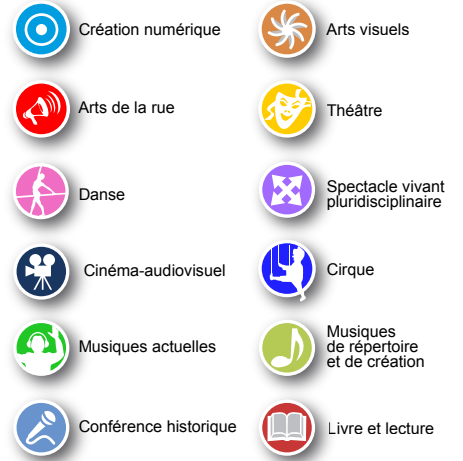 Création numérique
Arts visuels
Arts de la rue
Théâtre
Danse
Spectacle vivant
pluridisciplinaire
Cinéma-audiovisuel
Cirque
Musiques actuelles
Musiques
de répertoire
et de création
Conférence historique
Livre et lecture